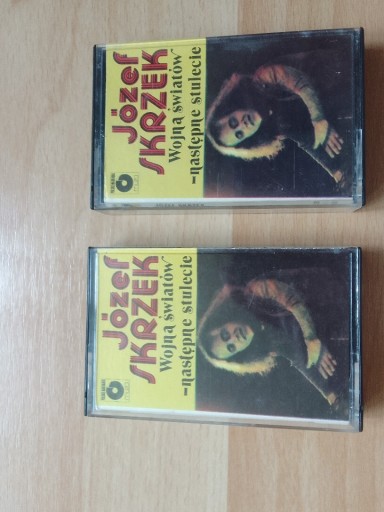 Józef
SKRZEK
Wojna światów
-następne stulecie
Józef
SKRZEK
Wojna światów
-następne stulecie